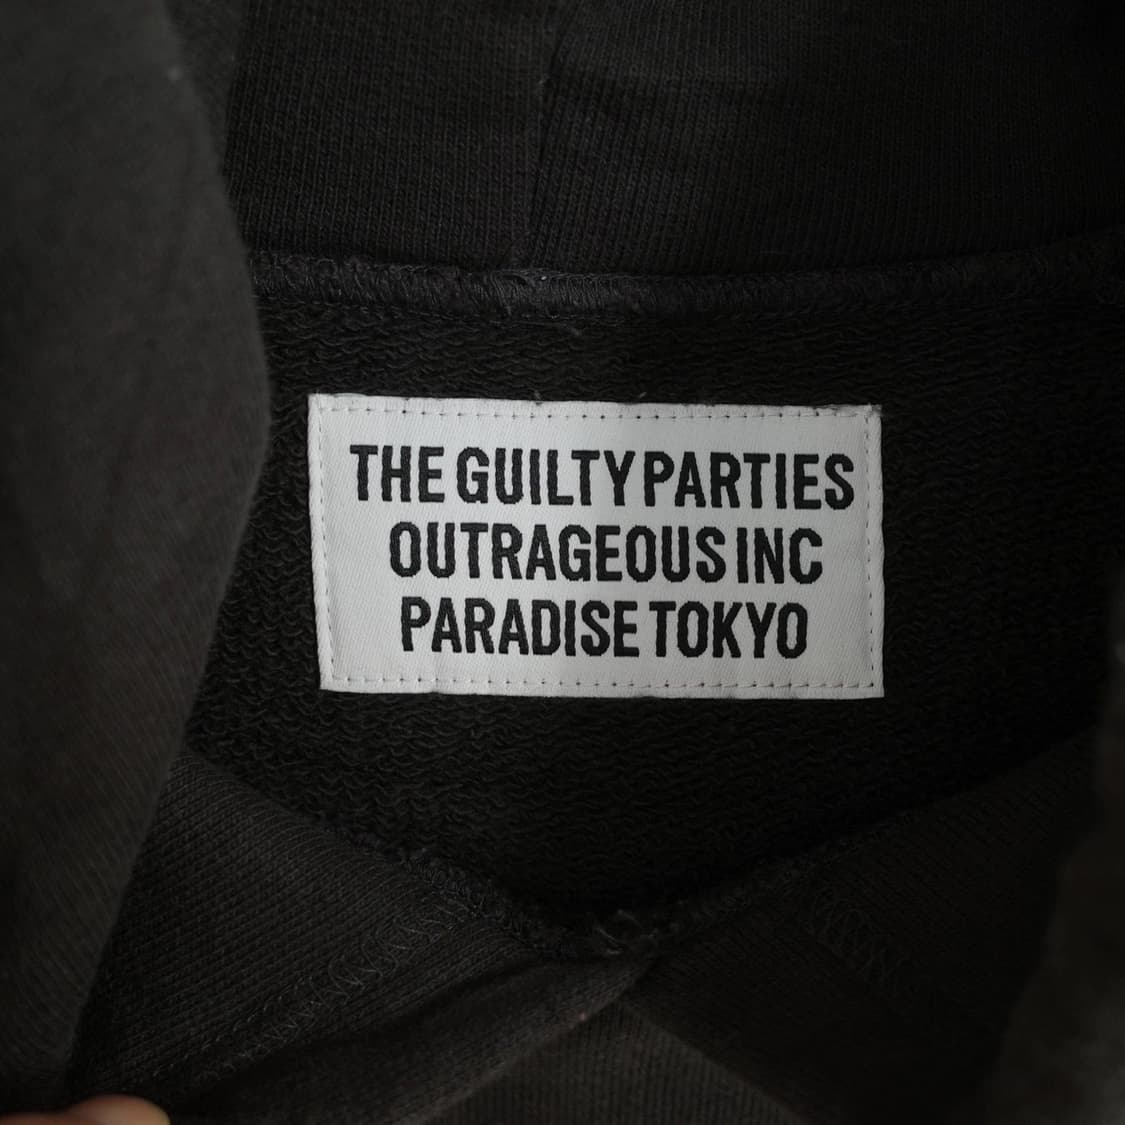 THE GUILTY PARTIES
OUTRAGEOUS INC
PARADISE TOKYO